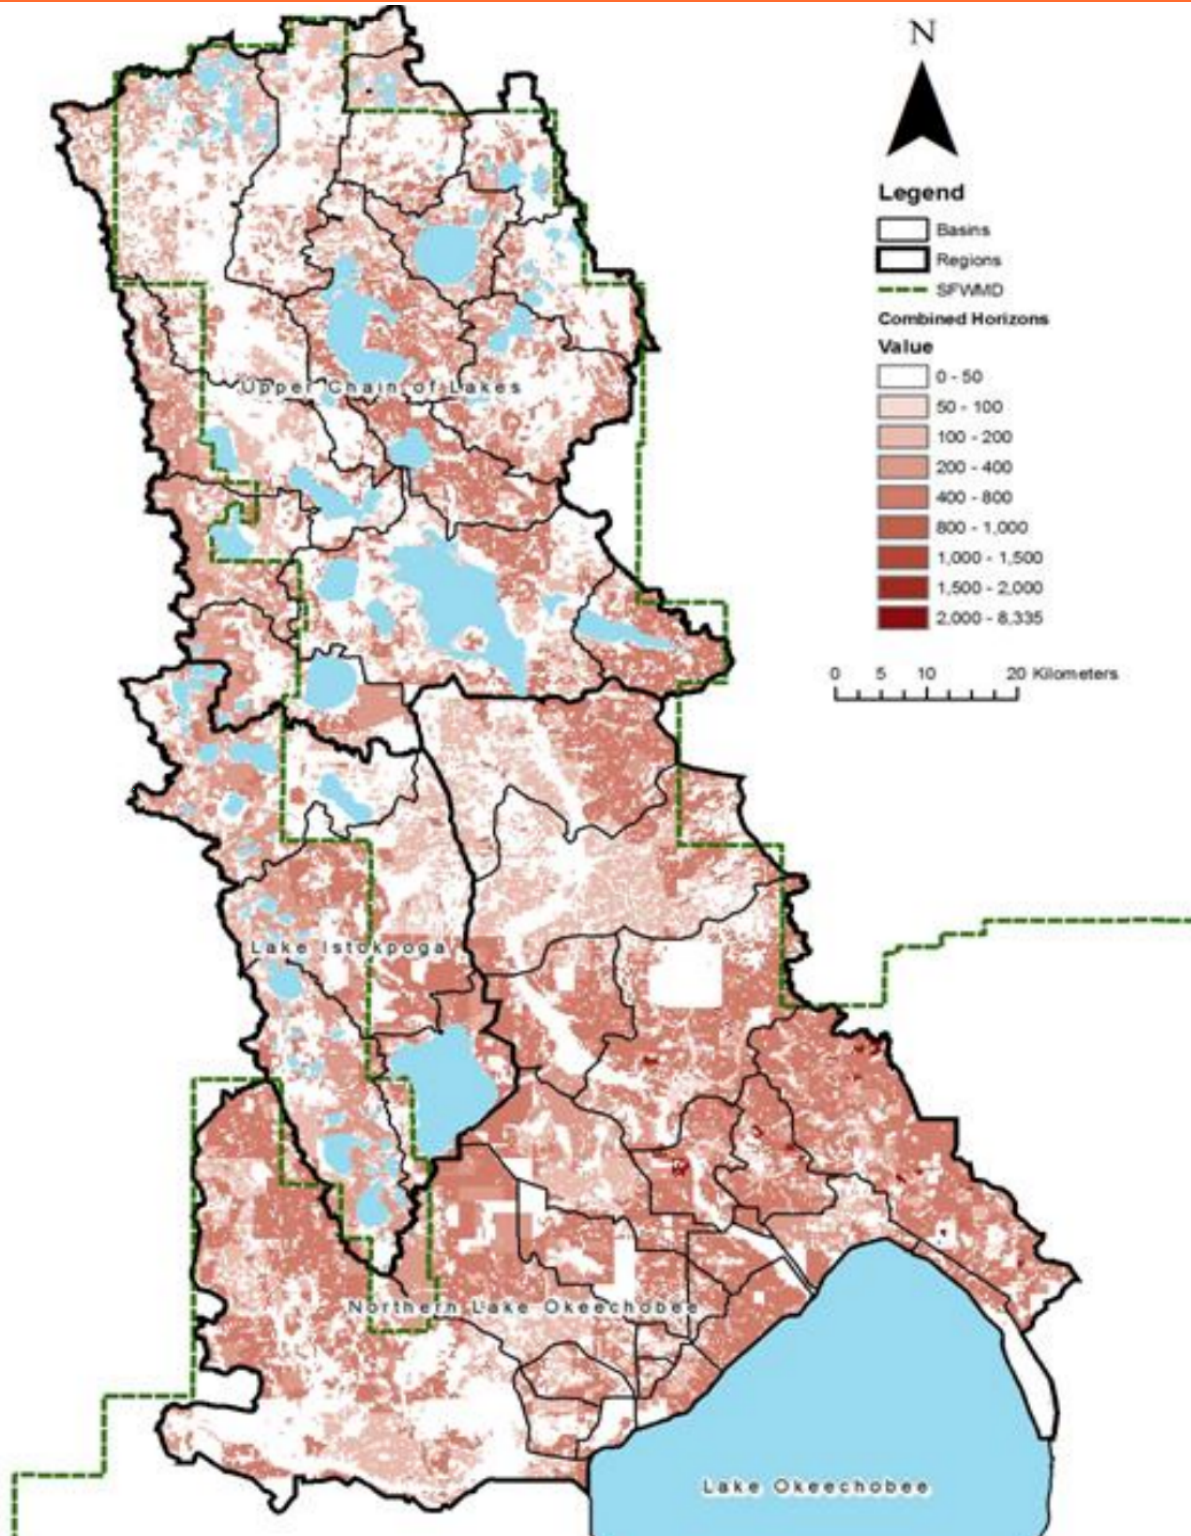 N
Legend
Basins
Regions
SFWMD
Combined Horizons
Value
0 - 50
50 - 100
100 - 200
200 - 400
400 - 800
800 - 1,000
1,000 - 1,500
1,500 - 2,000
2,000 - 8,335
0 5 10 20 Kilometers
Upper Chain of Lakes
Lake Istokpoga
Northern Lake Okeechobee
Lake Okeechobee